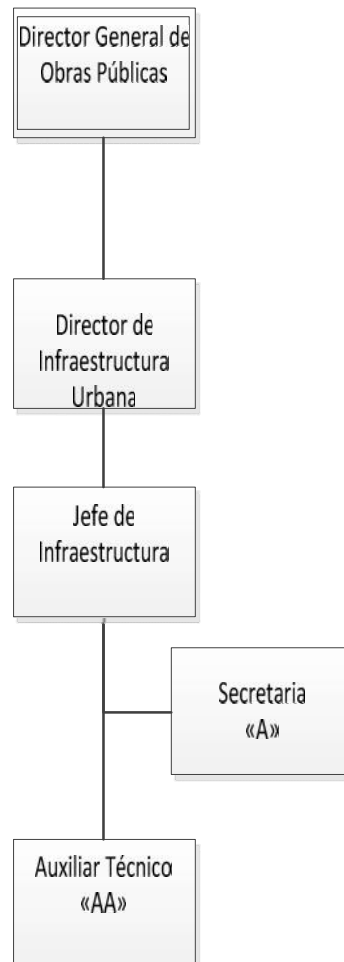 Director General de
Obras Públicas
Director de
Infraestructura
Urbana
Jefe de
Infraestructura
Secretaria
«A»
Auxiliar Técnico
«AA»